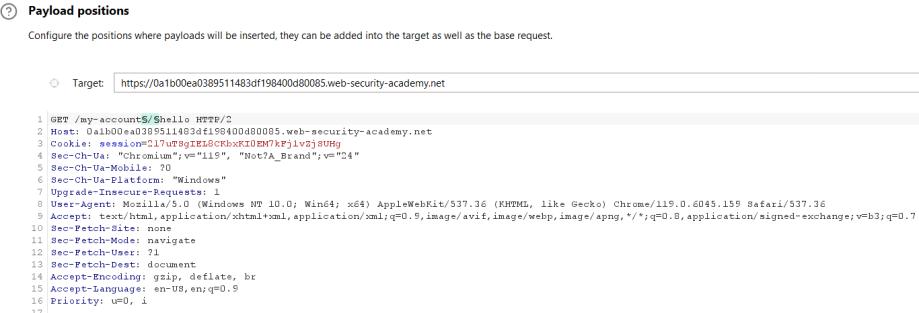 ? Payload positions
Configure the positions where payloads will be inserted, they can be added into the target as well as the base request.
Target: https://0a1b00ea0389511483df198400d80085.web-security-academy.net
1 GET /my-account§/§hello HTTP/2
2 Host: 0a1b00ea0389511483df198400d80085.web-security-academy.net
3 Cookie: session=2l7uTSgIEL8CKbxKI0EM7kFjlvZjSUHg
4 Sec-Ch-Ua: "Chromium";v="119", "Not?A_Brand";v="24"
5 Sec-Ch-Ua-Mobile: ?0
6 Sec-Ch-Ua-Platform: "Windows"
7 Upgrade-Insecure-Requests: 1
8 User-Agent: Mozilla/5.0 (Windows NT 10.0; Win64; x64) AppleWebKit/537.36 (KHTML, like Gecko) Chrome/119.0.6045.159 Safari/537.36
9 Accept: text/html,application/xhtml+xml,application/xml;q=0.9,image/avif,image/webp,image/apng,*/*;q=0.8,application/signed-exchange;v=b3;q=0.7
10 Sec-Fetch-Site: none
11 Sec-Fetch-Mode: navigate
12 Sec-Fetch-User: ?1
13 Sec-Fetch-Dest: document
14 Accept-Encoding: gzip, deflate, br
15 Accept-Language: en-US,en;q=0.9
16 Priority: u=0, i
17